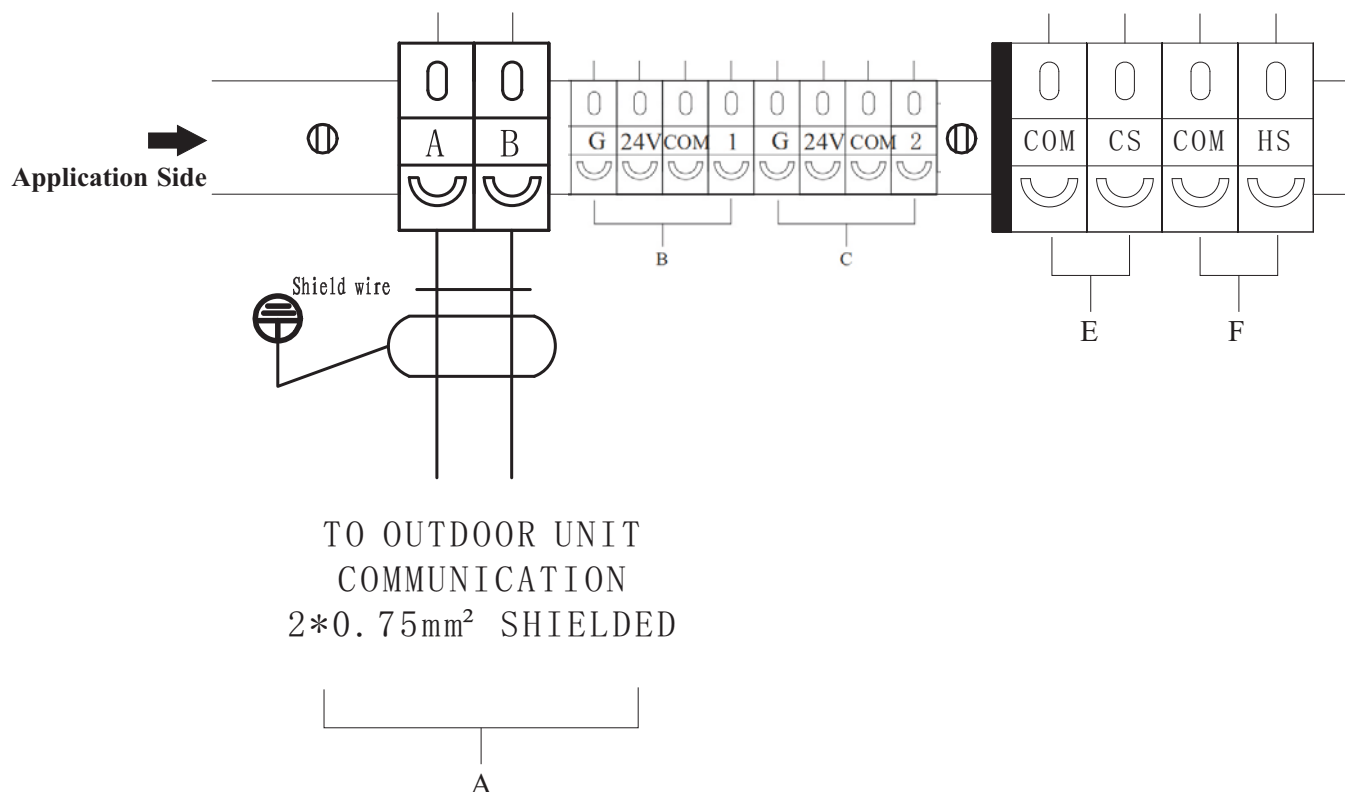 A B
G 24V COM 1 G 24V COM 2
COM CS COM HS
Application Side
B
C
Shield wire
E
F
TO OUTDOOR UNIT
COMMUNICATION
2*0.75mm² SHIELDED
A